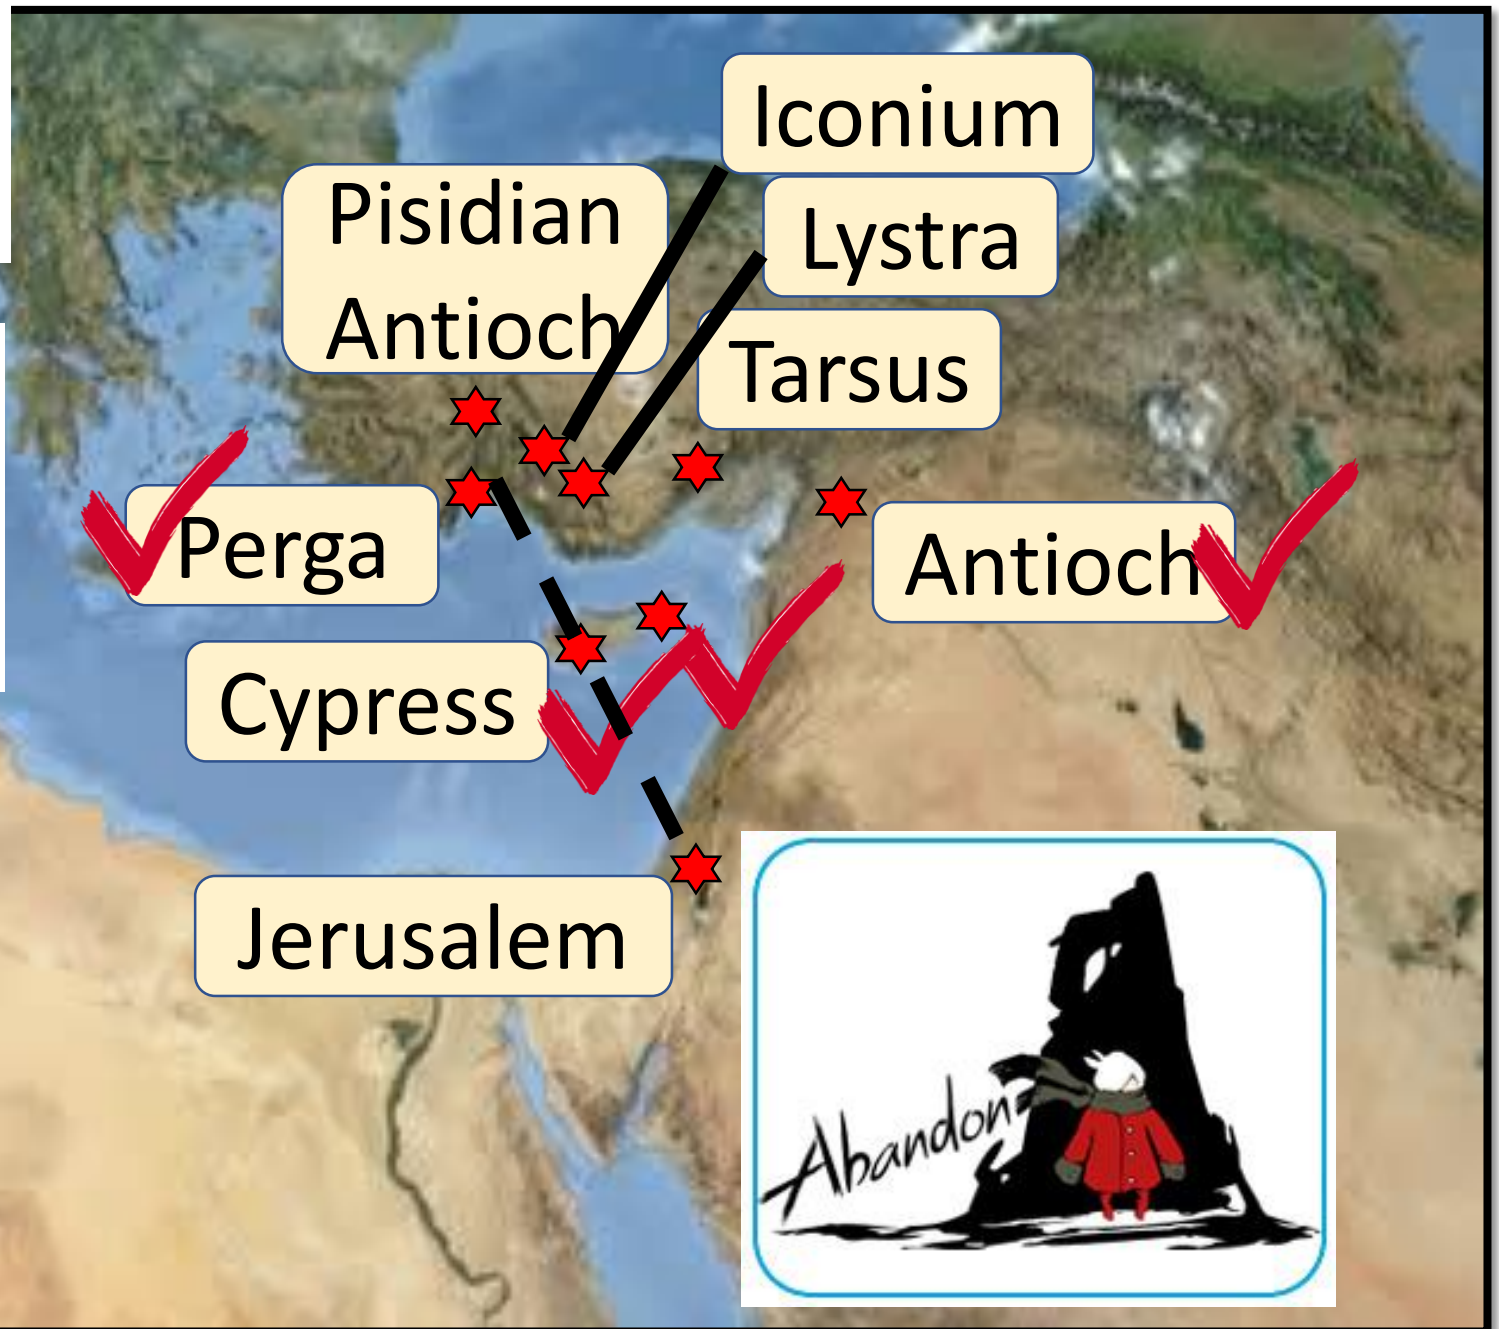 Iconium
Pisidian
Antioch
Lystra
Tarsus
Perga
Antioch
Cypress
Jerusalem
Abandon